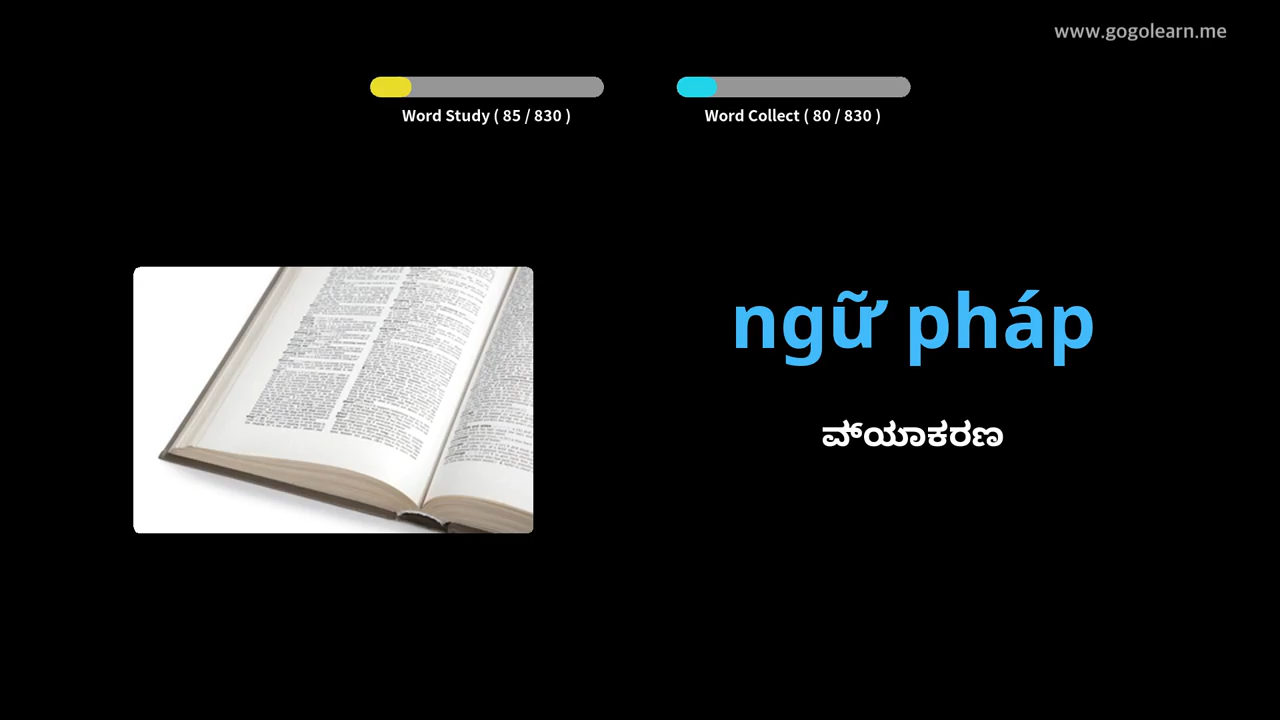 www.gogolearn.me
Word Study ( 85 / 830 )
Word Collect ( 80 / 830 )
ngữ pháp
ವ್ಯಾಕರಣ